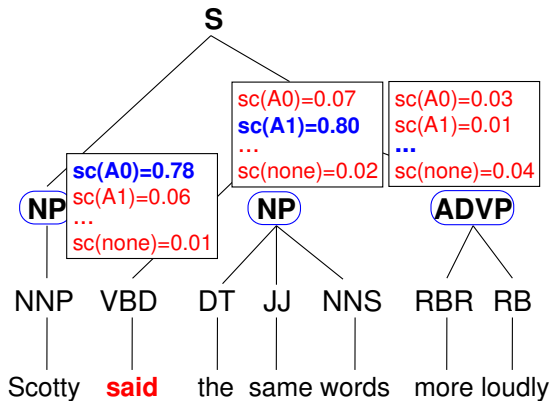 S
sc(A0)=0.07
sc(A1)=0.80
...
sc(none)=0.02
sc(A0)=0.03
sc(A1)=0.01
...
sc(none)=0.04
sc(A0)=0.78
sc(A1)=0.06
...
sc(none)=0.01
NP NP ADVP
NNP VBD DT JJ NNS RBR RB
Scotty said the same words more loudly